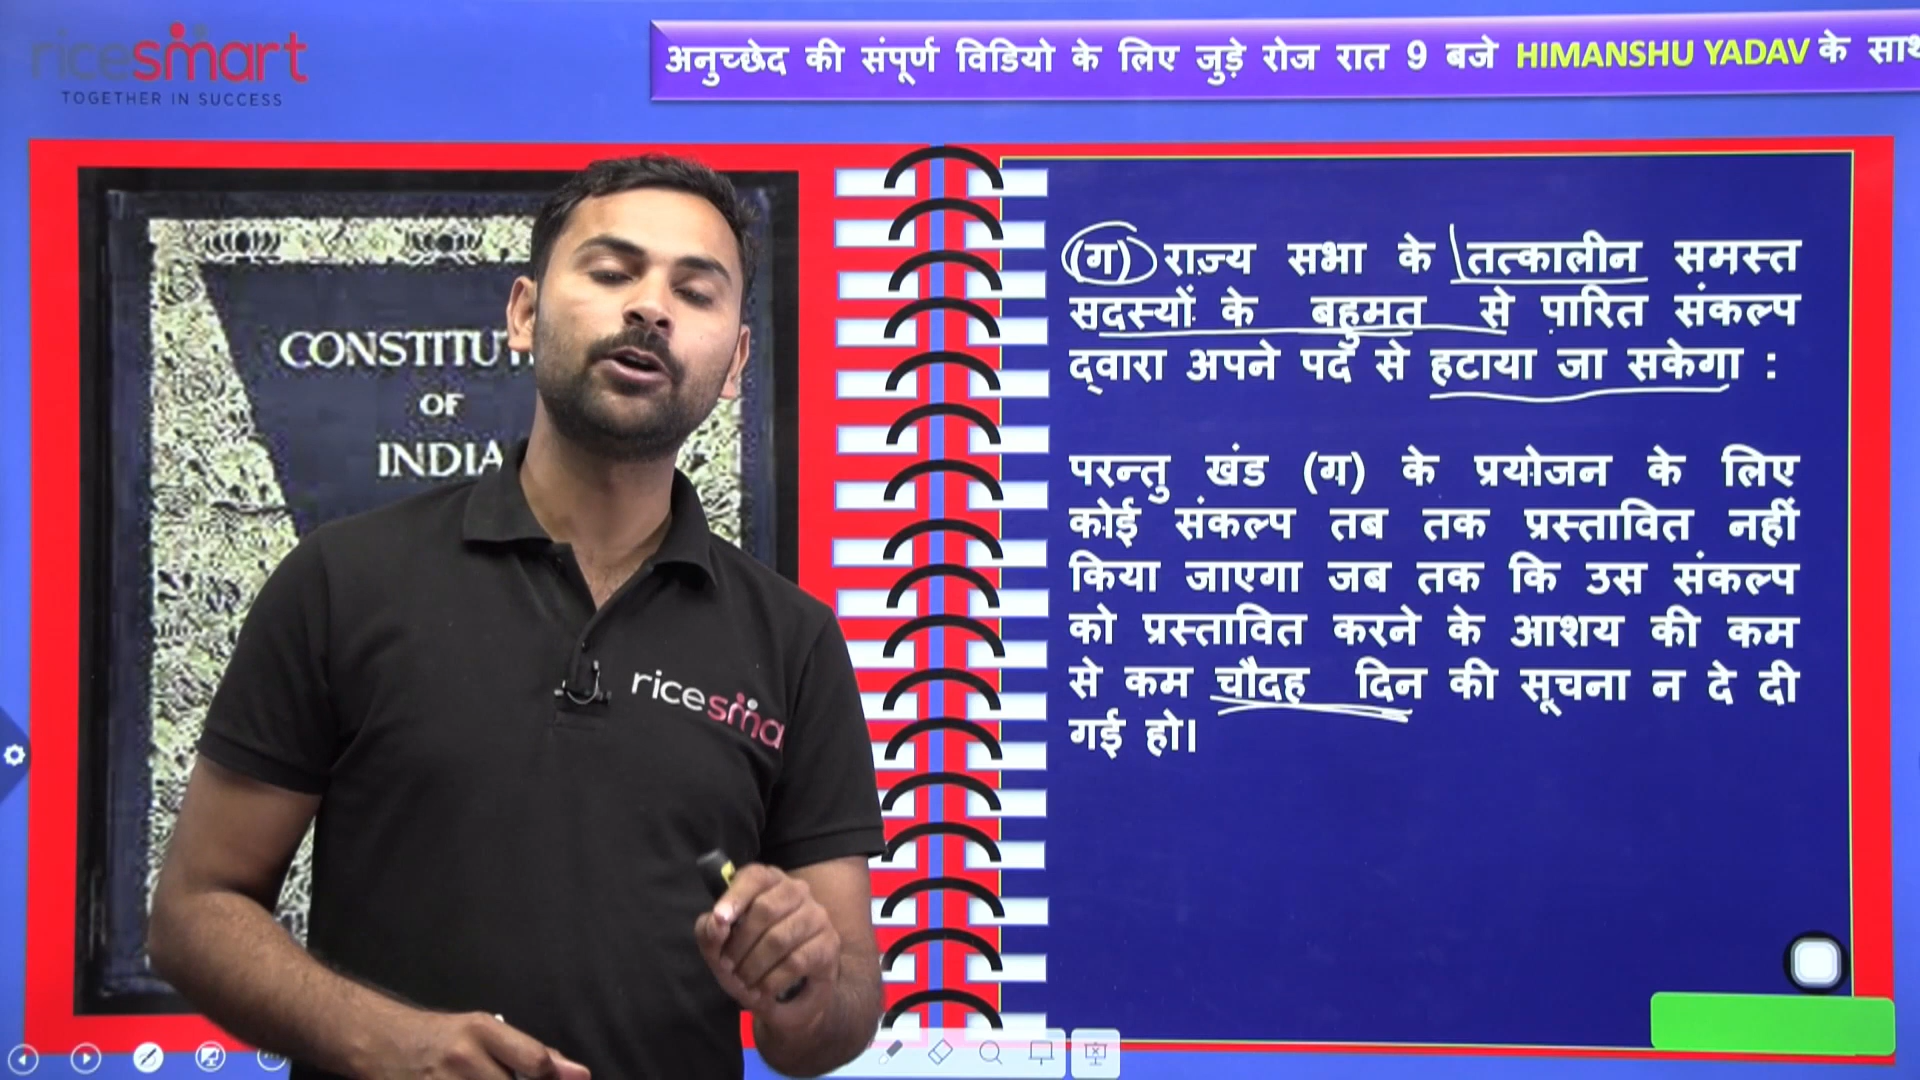 ricesmart
TOGETHER IN SUCCESS
अनुच्छेद की संपूर्ण विडियो के लिए जुड़े रोज रात 9 बजे HIMANSHU YADAV के साथ
CONSTITUT
OF
INDIA
(ग) राज्य सभा के तत्कालीन समस्त
सदस्यों के बहुमत से पारित संकल्प
द्वारा अपने पद से हटाया जा सकेगा :
परन्तु खंड (ग) के प्रयोजन के लिए
कोई संकल्प तब तक प्रस्तावित नहीं
किया जाएगा जब तक कि उस संकल्प
को प्रस्तावित करने के आशय की कम
से कम चौदह दिन की सूचना न दे दी
गई हो।
ricesma